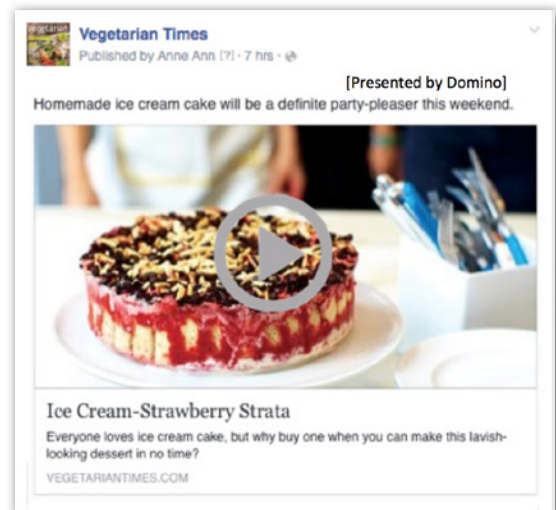 vegetarian
Vegetarian Times
Published by Anne Ann [?] · 7 hrs ·
[Presented by Domino]
Homemade ice cream cake will be a definite party-pleaser this weekend.
Ice Cream-Strawberry Strata
Everyone loves ice cream cake, but why buy one when you can make this lavish-
looking dessert in no time?
VEGETARIANTIMES.COM